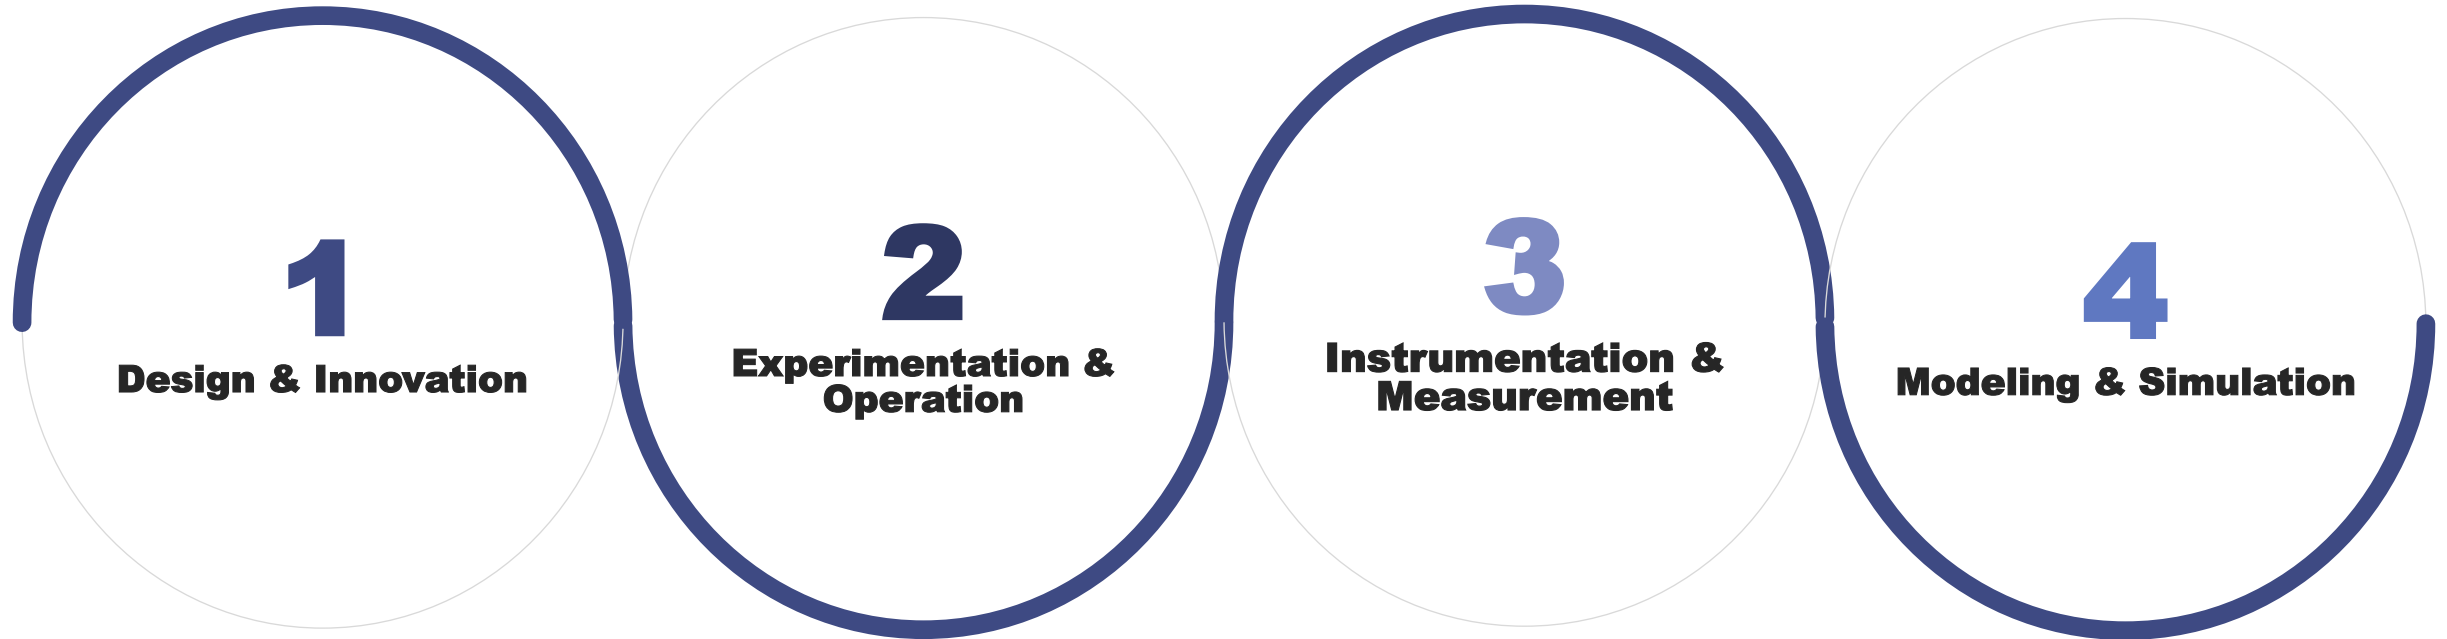 1
Design & Innovation
2
Experimentation &
Operation
3
Instrumentation &
Measurement
4
Modeling & Simulation